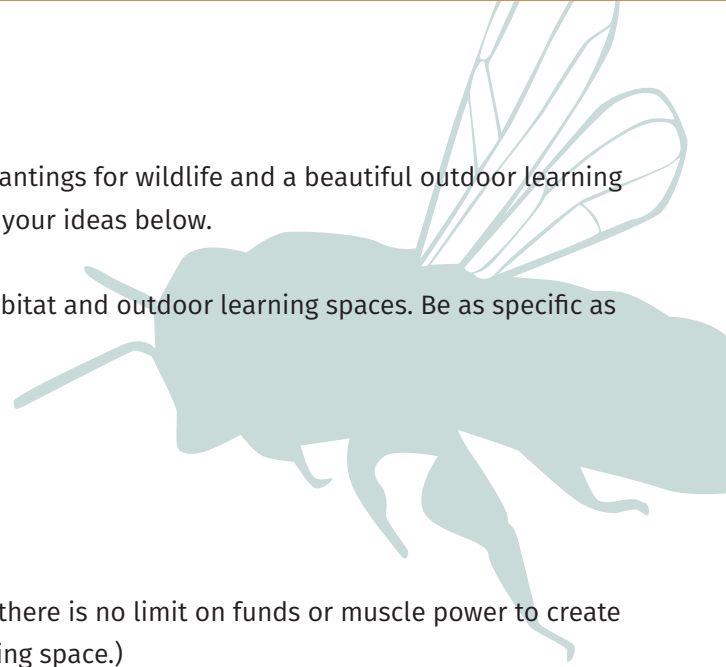 antings for wildlife and a beautiful outdoor learning
your ideas below.
bitat and outdoor learning spaces. Be as specific as
there is no limit on funds or muscle power to create
ing space.)